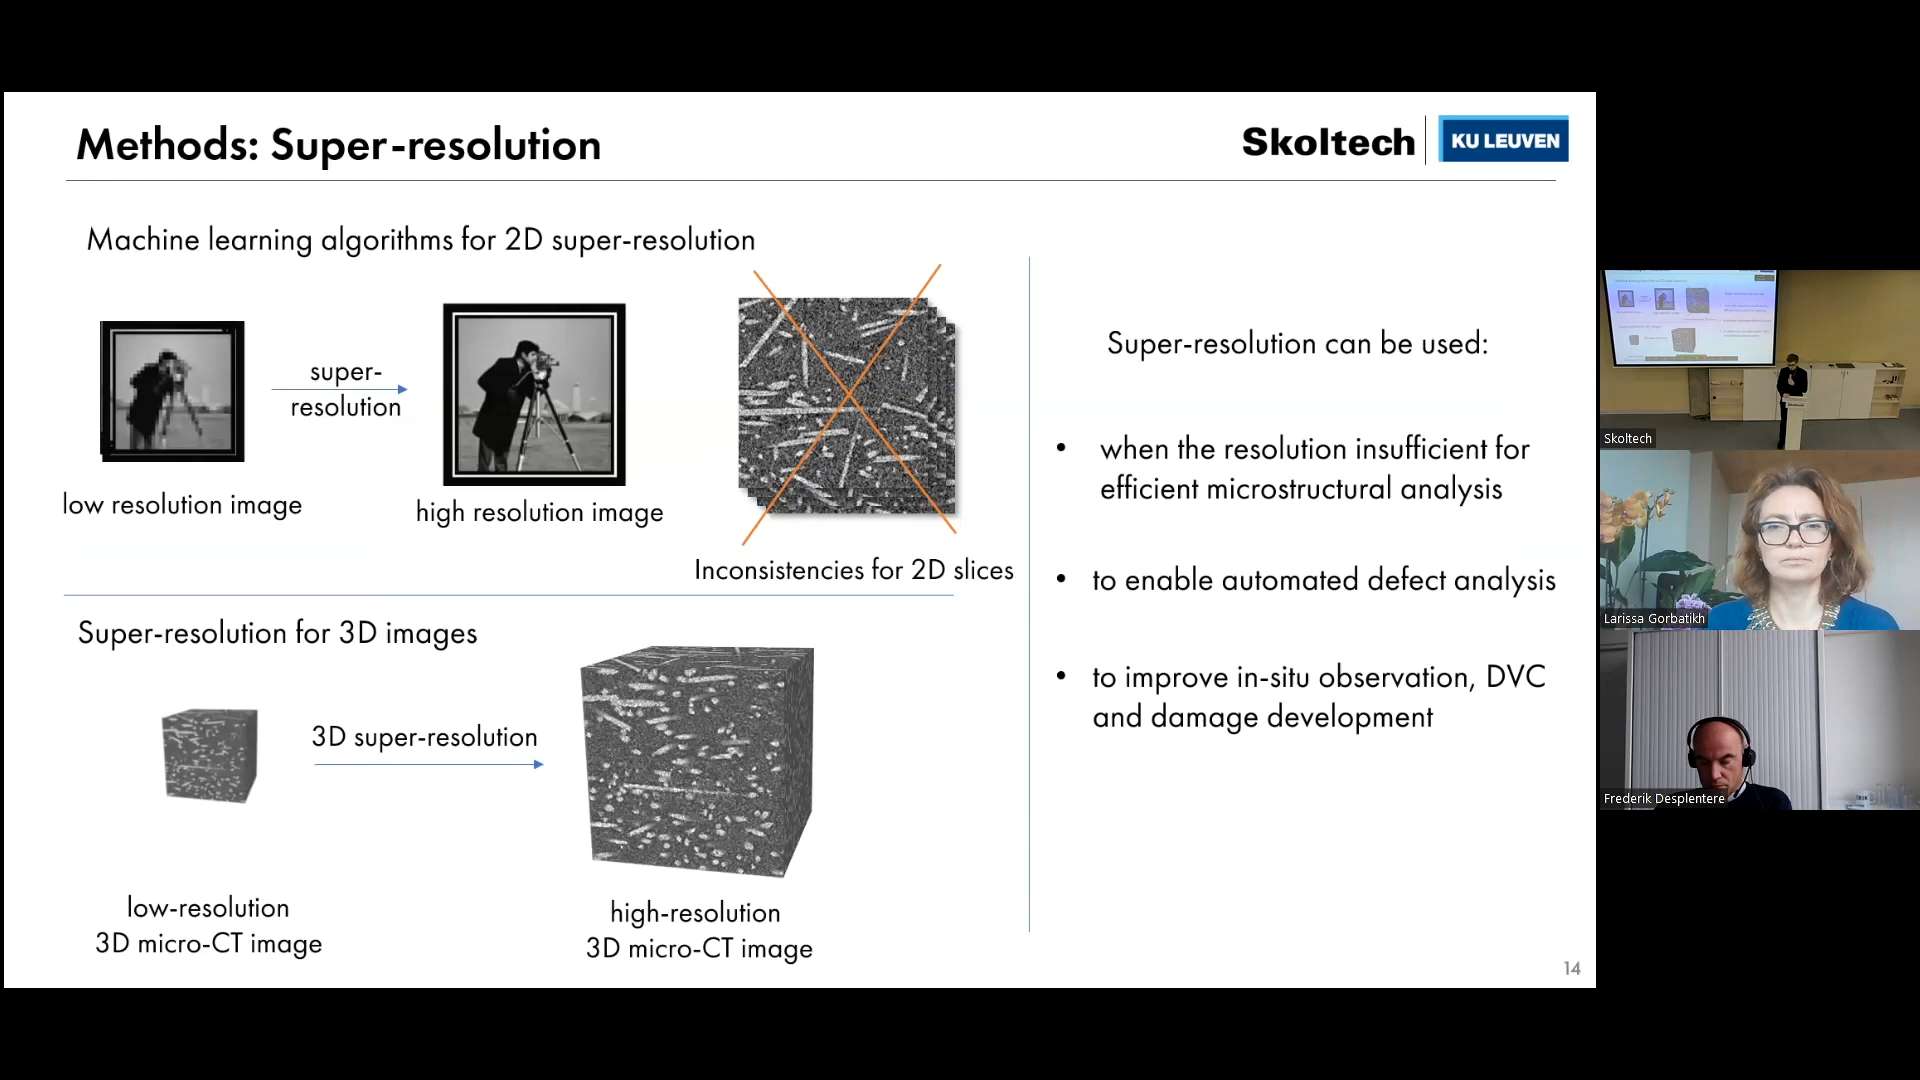 Methods: Super-resolution
Skoltech
KU LEUVEN
Machine learning algorithms for 2D super-resolution
super-
resolution
low resolution image
high resolution image
Inconsistencies for 2D slices
Super-resolution for 3D images
3D super-resolution
low-resolution
3D micro-CT image
high-resolution
3D micro-CT image
Super-resolution can be used:
• when the resolution insufficient for
efficient microstructural analysis
• to enable automated defect analysis
• to improve in-situ observation, DVC
and damage development
14
Skoltech
Larissa Gorbatikh
Frederik Desplentere